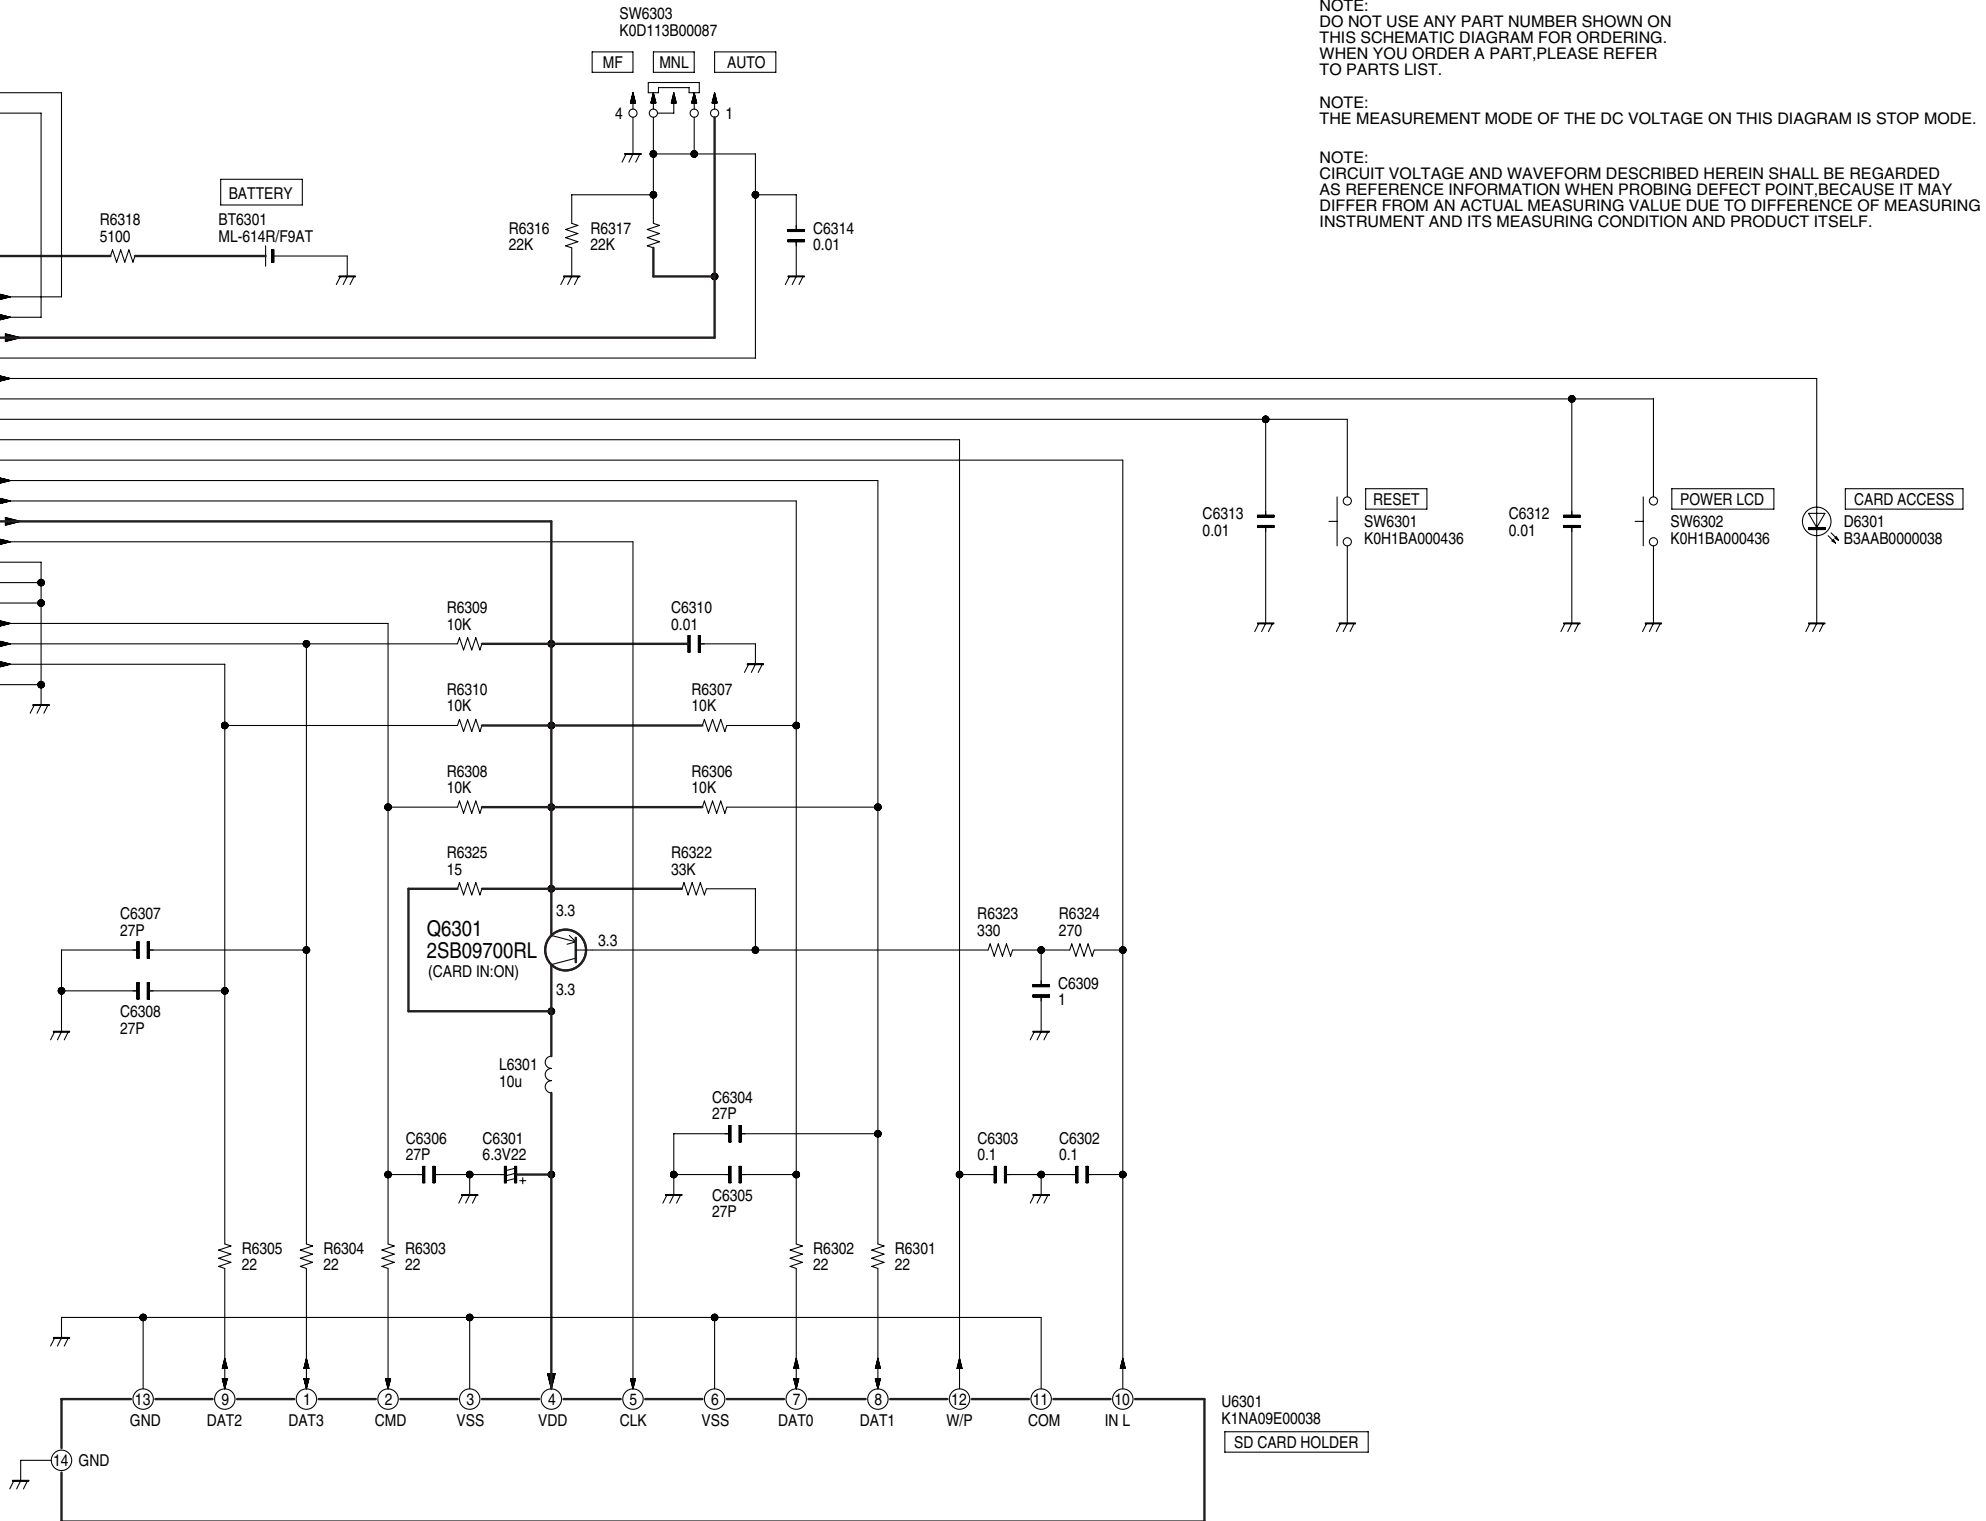 SW6303
K0D113B00087
MF
MNL
AUTO
4
1
NOTE:
DO NOT USE ANY PART NUMBER SHOWN ON
THIS SCHEMATIC DIAGRAM FOR ORDERING.
WHEN YOU ORDER A PART,PLEASE REFER
TO PARTS LIST.
NOTE:
THE MEASUREMENT MODE OF THE DC VOLTAGE ON THIS DIAGRAM IS STOP MODE.
NOTE:
CIRCUIT VOLTAGE AND WAVEFORM DESCRIBED HEREIN SHALL BE REGARDED
AS REFERENCE INFORMATION WHEN PROBING DEFECT POINT,BECAUSE IT MAY
DIFFER FROM AN ACTUAL MEASURING VALUE DUE TO DIFFERENCE OF MEASURING
INSTRUMENT AND ITS MEASURING CONDITION AND PRODUCT ITSELF.
BATTERY
R6318
5100
BT6301
ML-614R/F9AT
R6316
22K
R6317
22K
C6314
0.01
C6313
0.01
RESET
SW6301
K0H1BA000436
C6312
0.01
POWER LCD
SW6302
K0H1BA000436
CARD ACCESS
D6301
B3AAB0000038
R6309
10K
C6310
0.01
R6310
10K
R6307
10K
R6308
10K
R6306
10K
R6325
15
R6322
33K
C6307
27P
C6308
27P
Q6301
2SB09700RL
(CARD IN:ON)
3.3
3.3
3.3
R6323
330
R6324
270
C6309
1
L6301
10u
C6304
27P
C6305
27P
C6306
27P
C6301
6.3V22
+
C6303
0.1
C6302
0.1
R6305
22
R6304
22
R6303
22
R6302
22
R6301
22
13 9 1 2 3 4 5 6 7 8 12 11 10
GND DAT2 DAT3 CMD VSS VDD CLK VSS DAT0 DAT1 W/P COM IN L
14 GND
U6301
K1NA09E00038
SD CARD HOLDER